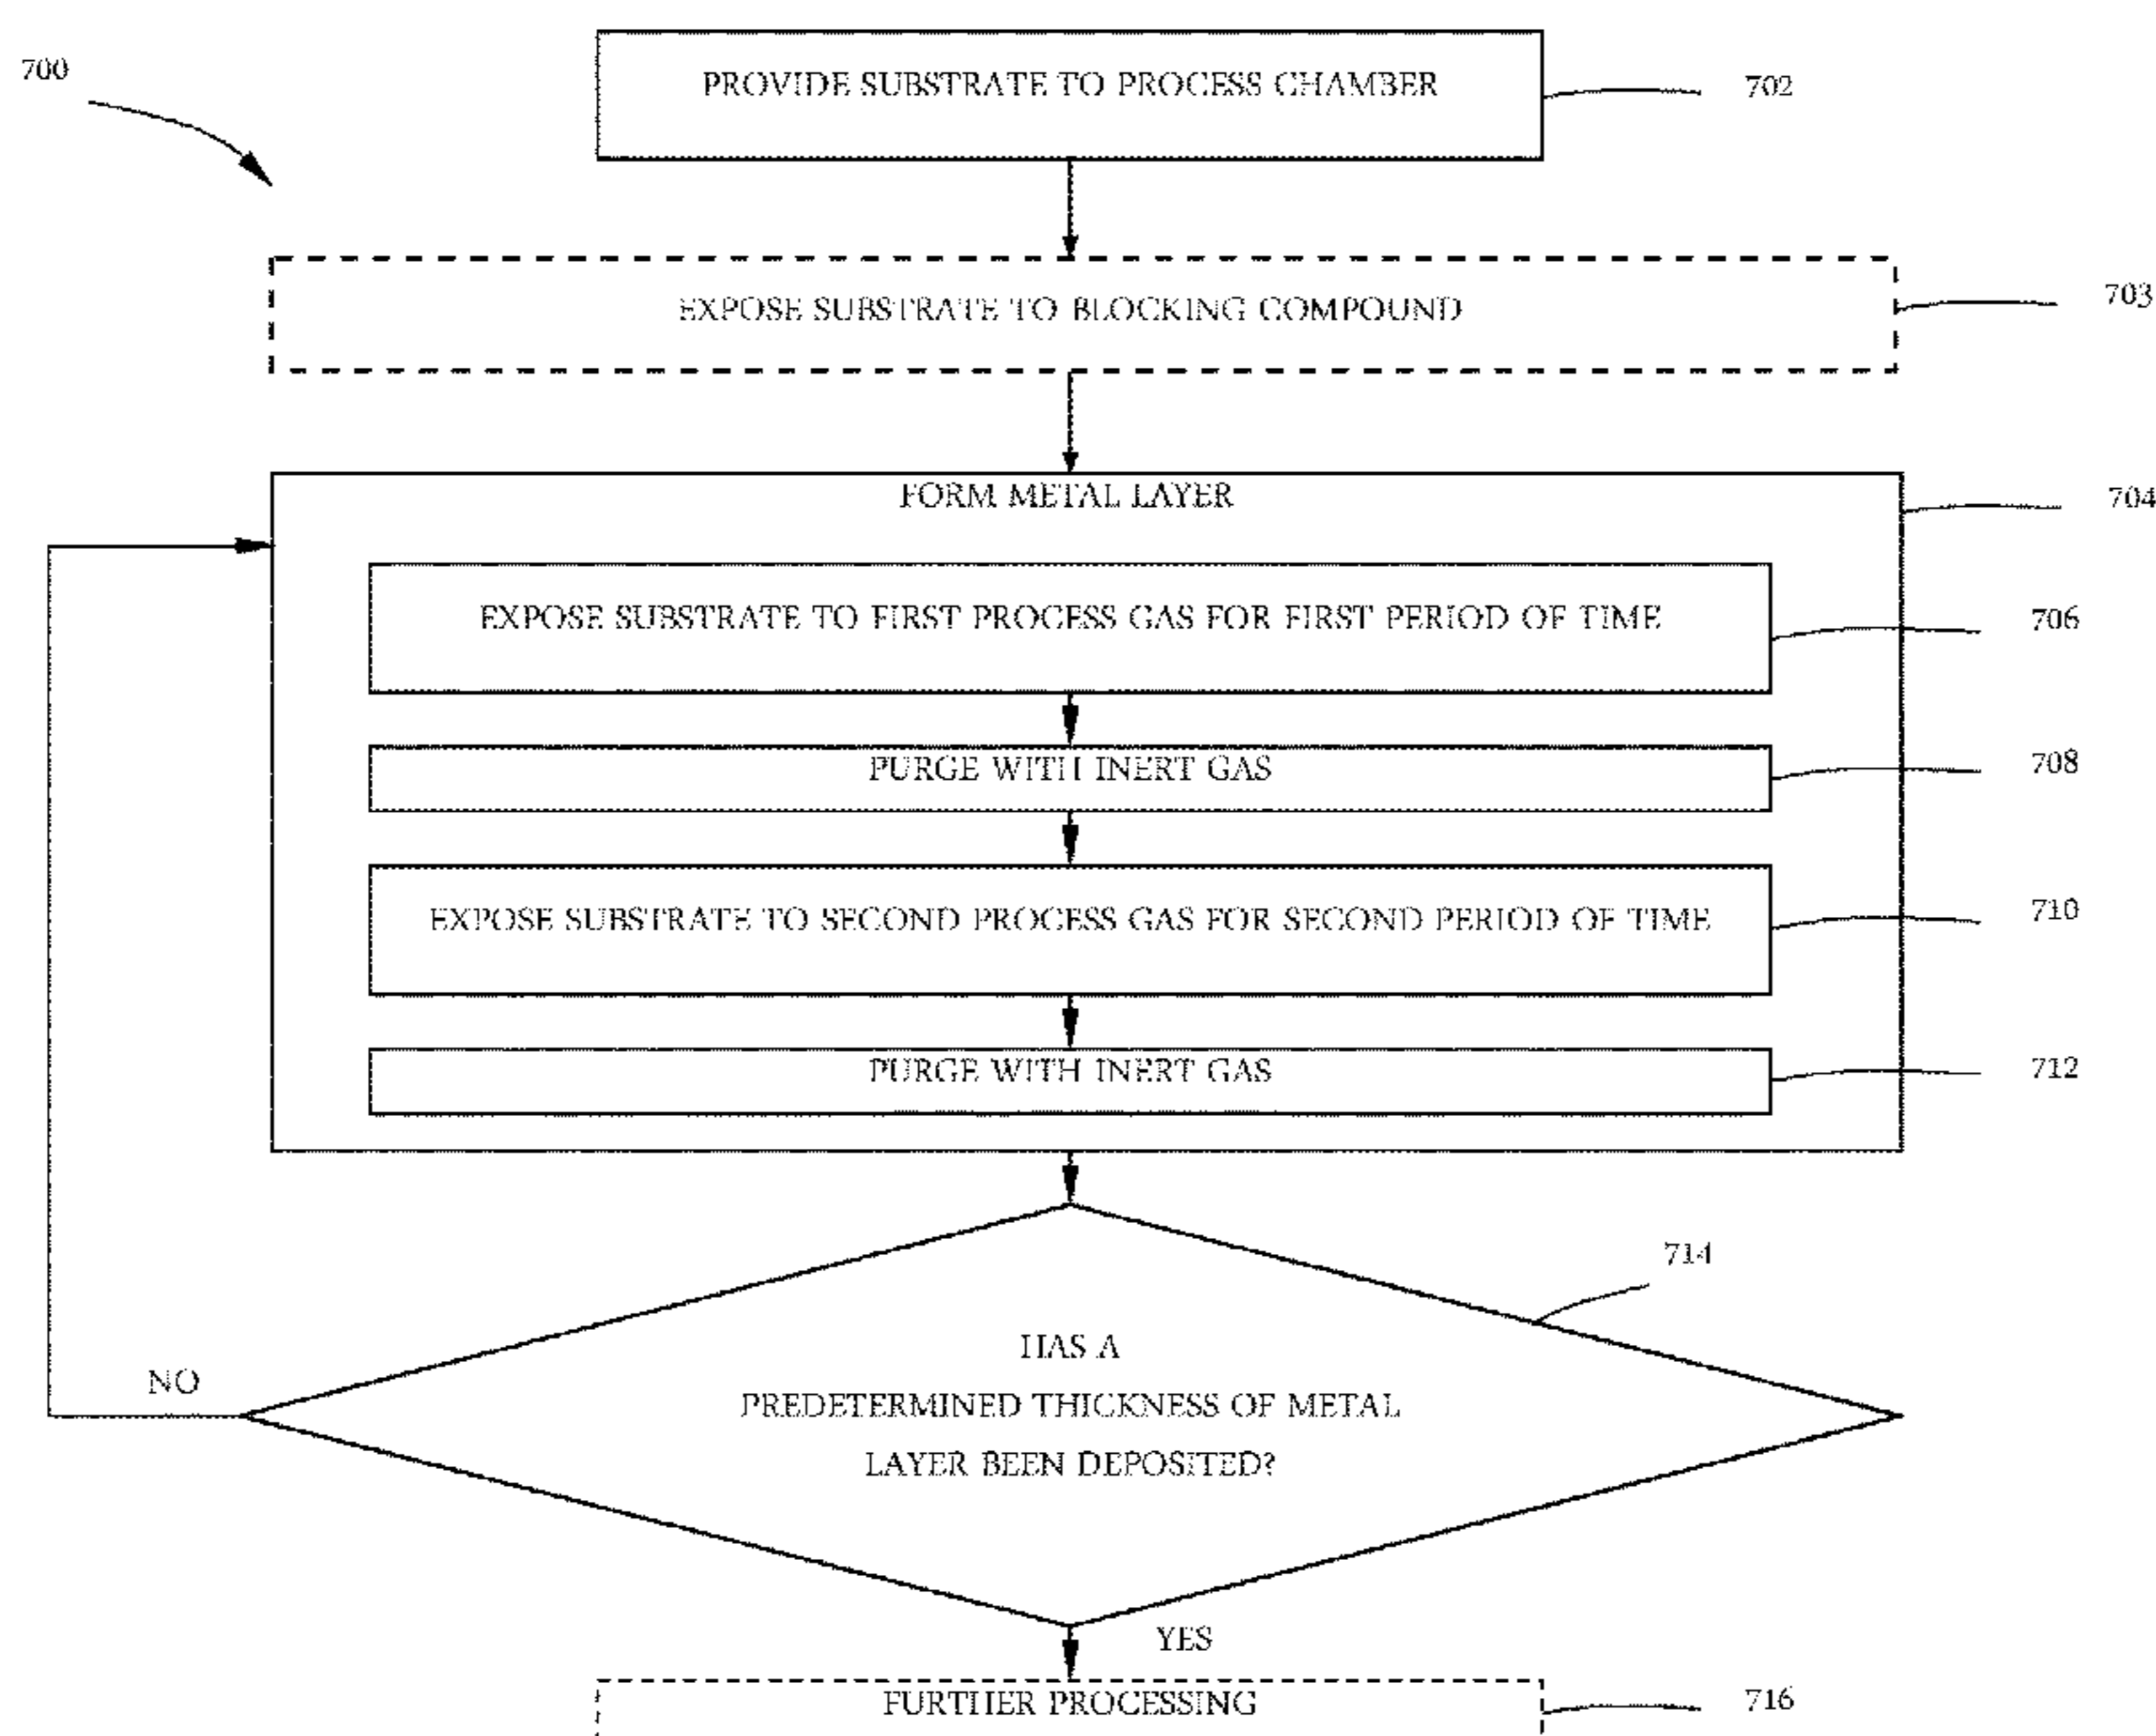 700
PROVIDE SUBSTRATE TO PROCESS CHAMBER
702
EXPOSE SUBSTRATE TO BLOCKING COMPOUND
703
FORM METAL LAYER
704
EXPOSE SUBSTRATE TO FIRST PROCESS GAS FOR FIRST PERIOD OF TIME
706
PURGE WITH INERT GAS
708
EXPOSE SUBSTRATE TO SECOND PROCESS GAS FOR SECOND PERIOD OF TIME
710
PURGE WITH INERT GAS
712
714
HAS A
PREDETERMINED THICKNESS OF METAL
LAYER BEEN DEPOSITED?
NO
YES
FURTHER PROCESSING
716